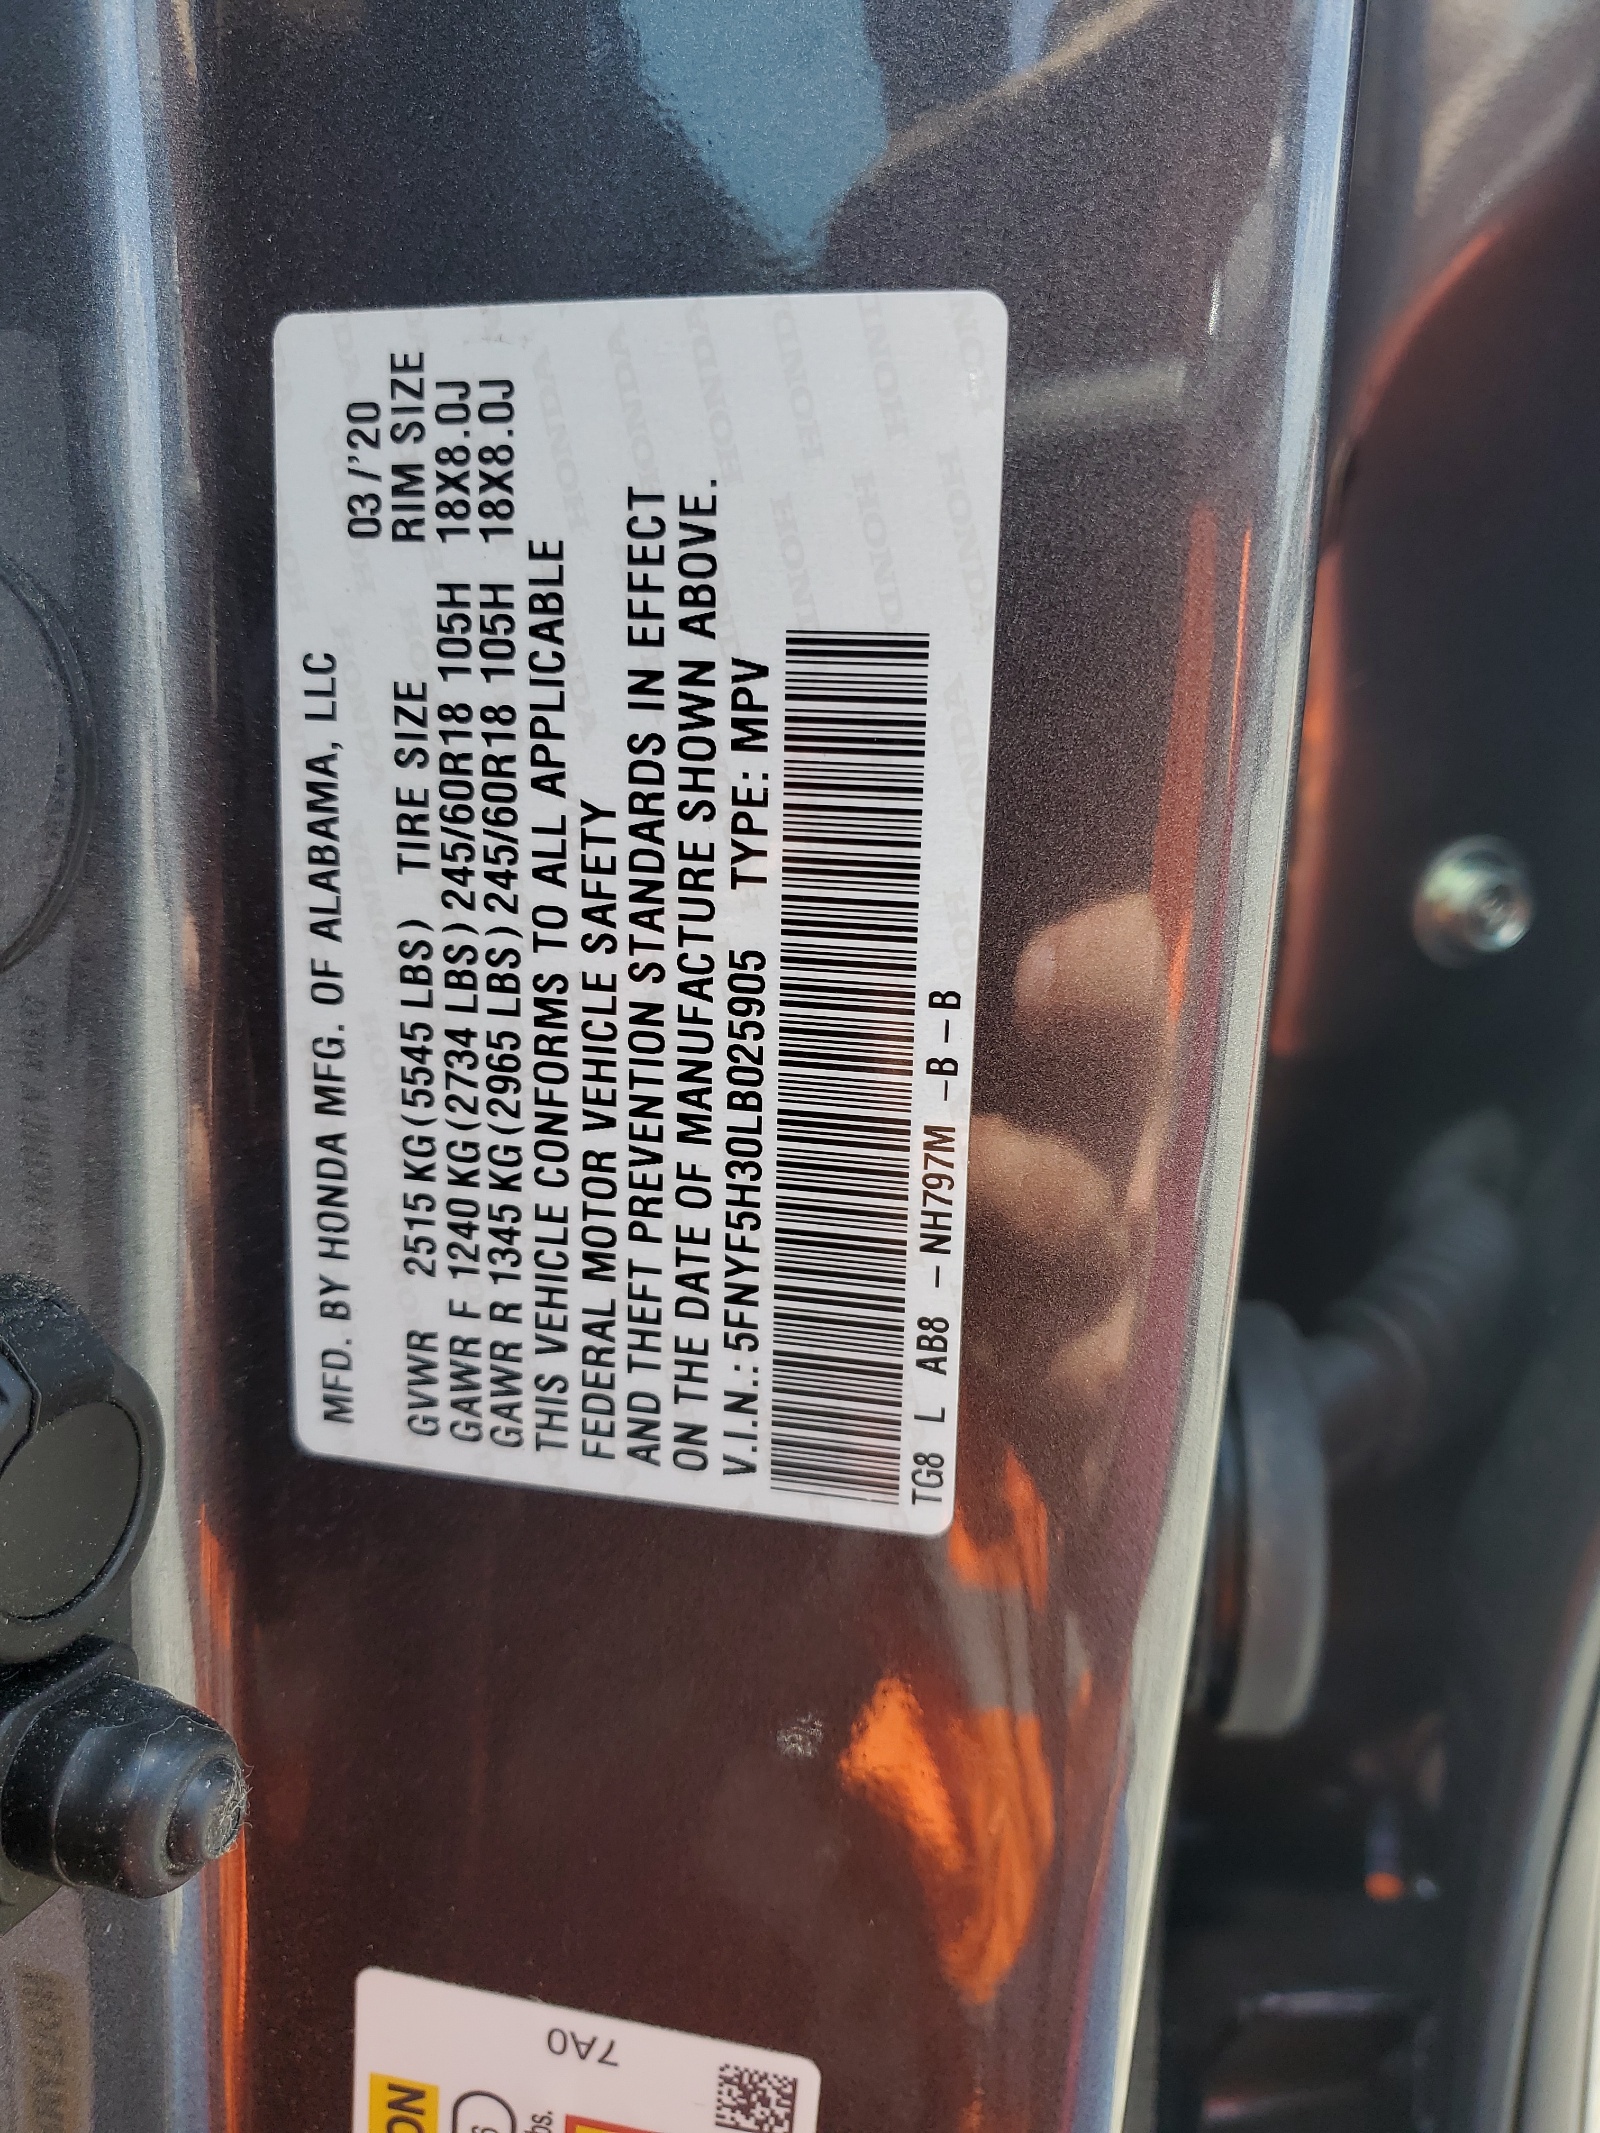 MFD. BY HONDA MFG. OF ALABAMA, LLC
03/'20
GVWR 2515 KG (5545 LBS) TIRE SIZE RIM SIZE
GAWR F 1240 KG (2734 LBS) 245/60R18 105H 18X8.0J
GAWR R 1345 KG (2965 LBS) 245/60R18 105H 18X8.0J
THIS VEHICLE CONFORMS TO ALL APPLICABLE
FEDERAL MOTOR VEHICLE SAFETY
AND THEFT PREVENTION STANDARDS IN EFFECT
ON THE DATE OF MANUFACTURE SHOWN ABOVE.
V.I.N.: 5FNYF5H30LB025905 TYPE: MPV
TG8 L AB8 – NH797M – B – B
7A0